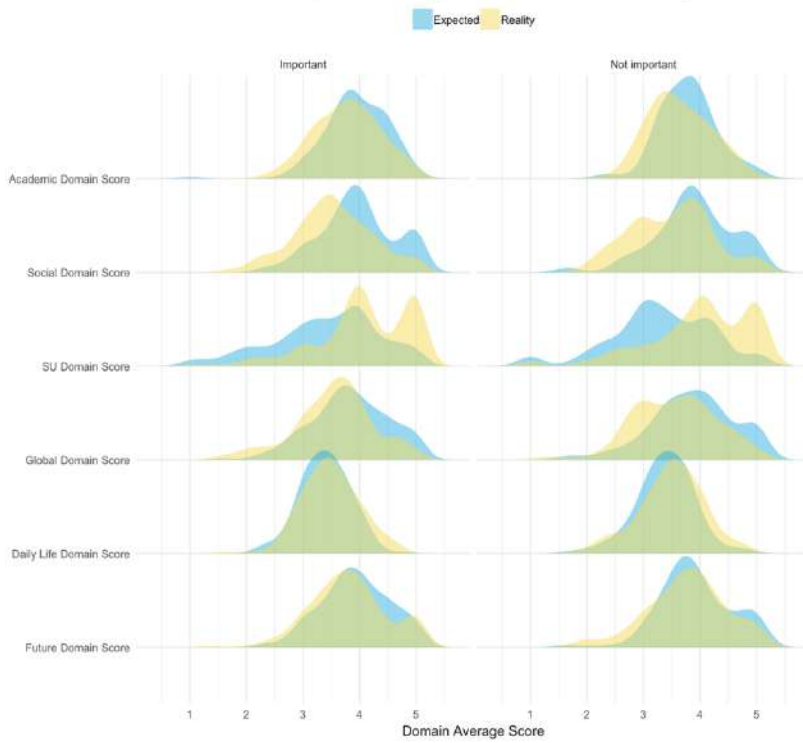 Expected Reality
Important
Not important
Academic Domain Score
Social Domain Score
SU Domain Score
Global Domain Score
Daily Life Domain Score
Future Domain Score
1 2 3 4 5
1 2 3 4 5
Domain Average Score